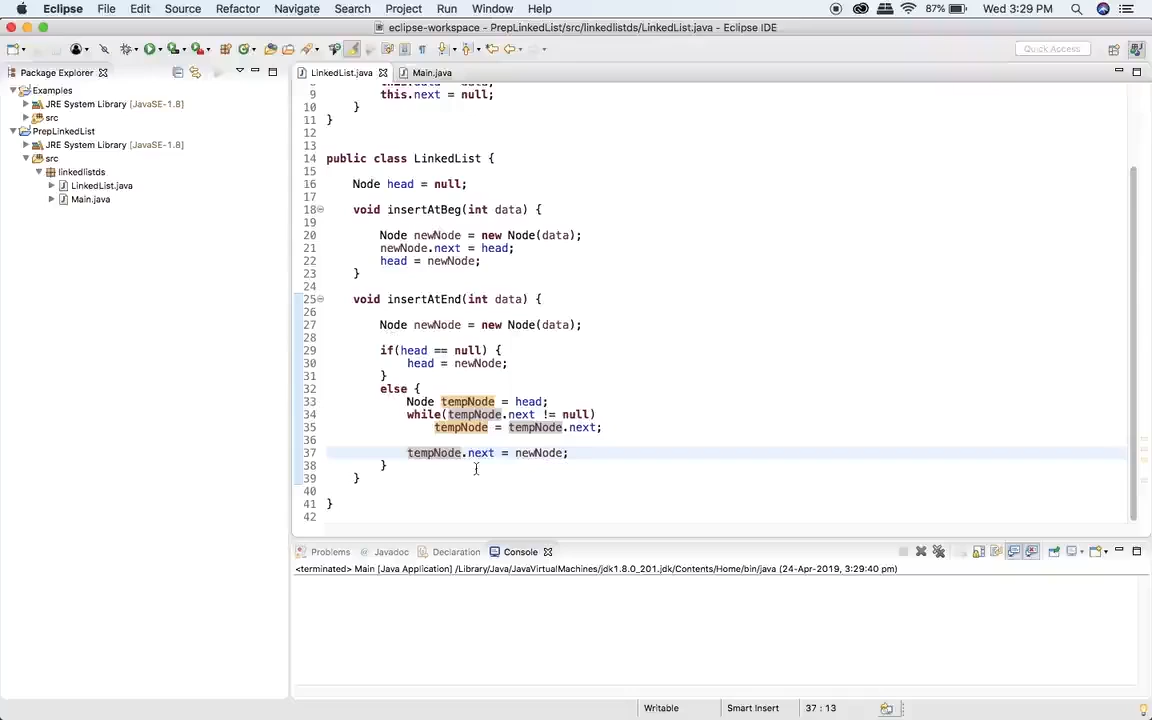 Eclipse File Edit Source Refactor Navigate Search Project Run Window Help 87% Wed 3:29 PM
eclipse-workspace - PrepLinkedList/src/linkedlistds/LinkedList.java - Eclipse IDE
Quick Access
Package Explorer
LinkedList.java Main.java
Examples
JRE System Library [JavaSE-1.8]
src
PrepLinkedList
JRE System Library [JavaSE-1.8]
src
linkedlistds
LinkedList.java
Main.java
9 this.next = null;
10 }
11 }
12
13
14 public class LinkedList {
15
16 Node head = null;
17
18 void insertAtBeg(int data) {
19
20 Node newNode = new Node(data);
21 newNode.next = head;
22 head = newNode;
23 }
24
25 void insertAtEnd(int data) {
26
27 Node newNode = new Node(data);
28
29 if(head == null) {
30 head = newNode;
31 }
32 else {
33 Node tempNode = head;
34 while(tempNode.next != null)
35 tempNode = tempNode.next;
36
37 tempNode.next = newNode;
38 }
39 }
40
41 }
42
Problems Javadoc Declaration Console
<terminated> Main [Java Application] /Library/Java/JavaVirtualMachines/jdk1.8.0_201.jdk/Contents/Home/bin/java (24-Apr-2019, 3:29:40 pm)
Writable Smart Insert 37 : 13